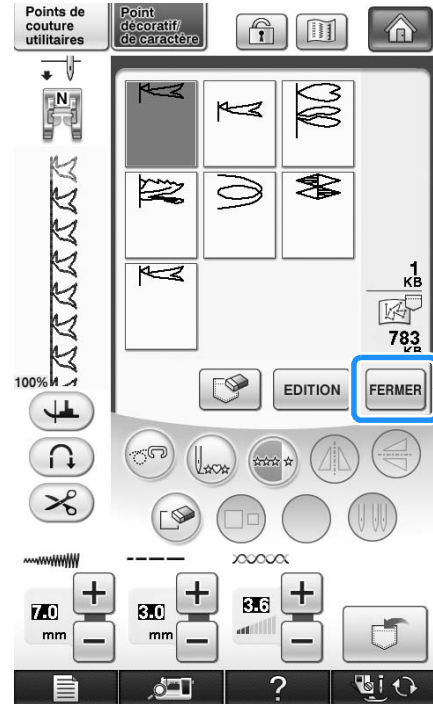 Points de
couture
utilitaires
Point
décoratif/
de caractère
N
1
KB
783
KB
100%
EDITION
FERMER
7.0
mm
3.0
mm
3.6
?